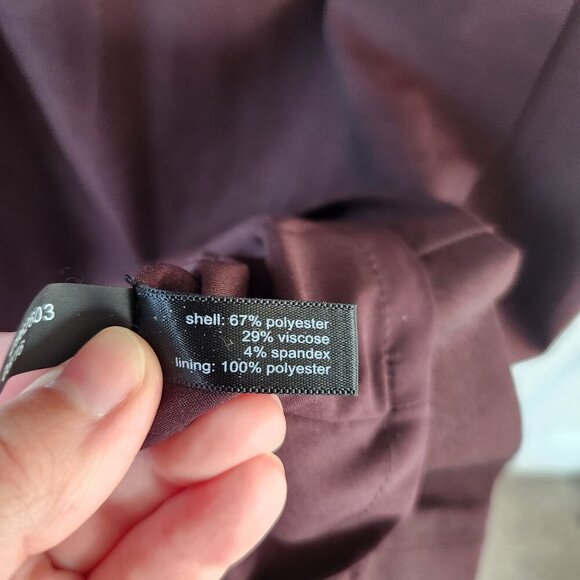 shell: 67% polyester
29% viscose
4% spandex
lining: 100% polyester